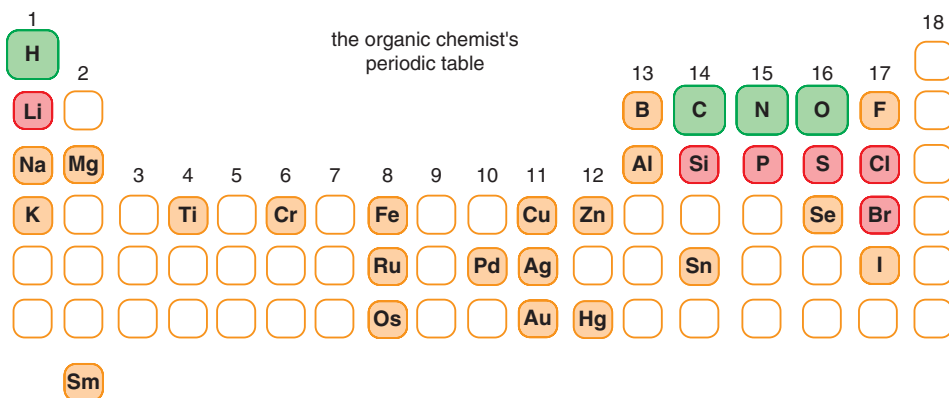 1 18
the organic chemist's
periodic table
H
2 13 14 15 16 17
Li B C N O F
Na Mg 3 4 5 6 7 8 9 10 11 12 Al Si P S Cl
K Ti Cr Fe Cu Zn Se Br
Ru Pd Ag Sn I
Os Au Hg
Sm